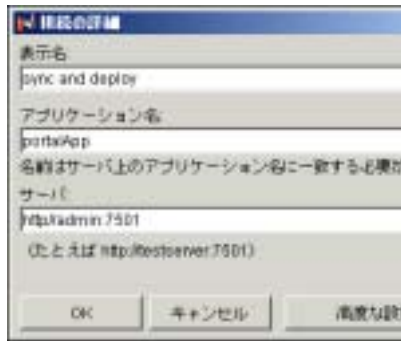 接続の詳細
表示名
sync and deploy
アプリケーション名
portalApp
名前はサーバ上のアプリケーション名に一致する必要が
サーバ
http://admin:7501
(たとえば http://testserver:7501)
OK
キャンセル
高度な設